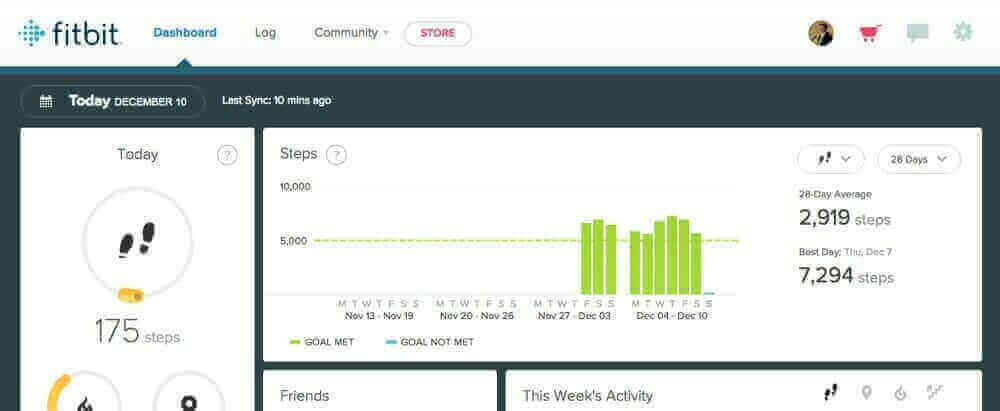 fitbit Dashboard Log Community STORE
Today DECEMBER 10 Last Sync: 10 mins ago
Today ?
175 steps
Steps ?
28 Days
10,000
5,000
M T W T F S S M T W T F S S M T W T F S S M T W T F S S
Nov 13 - Nov 19 Nov 20 - Nov 26 Nov 27 - Dec 03 Dec 04 - Dec 10
GOAL MET GOAL NOT MET
28-Day Average
2,919 steps
Best Day: Thu, Dec 7
7,294 steps
Friends
This Week's Activity